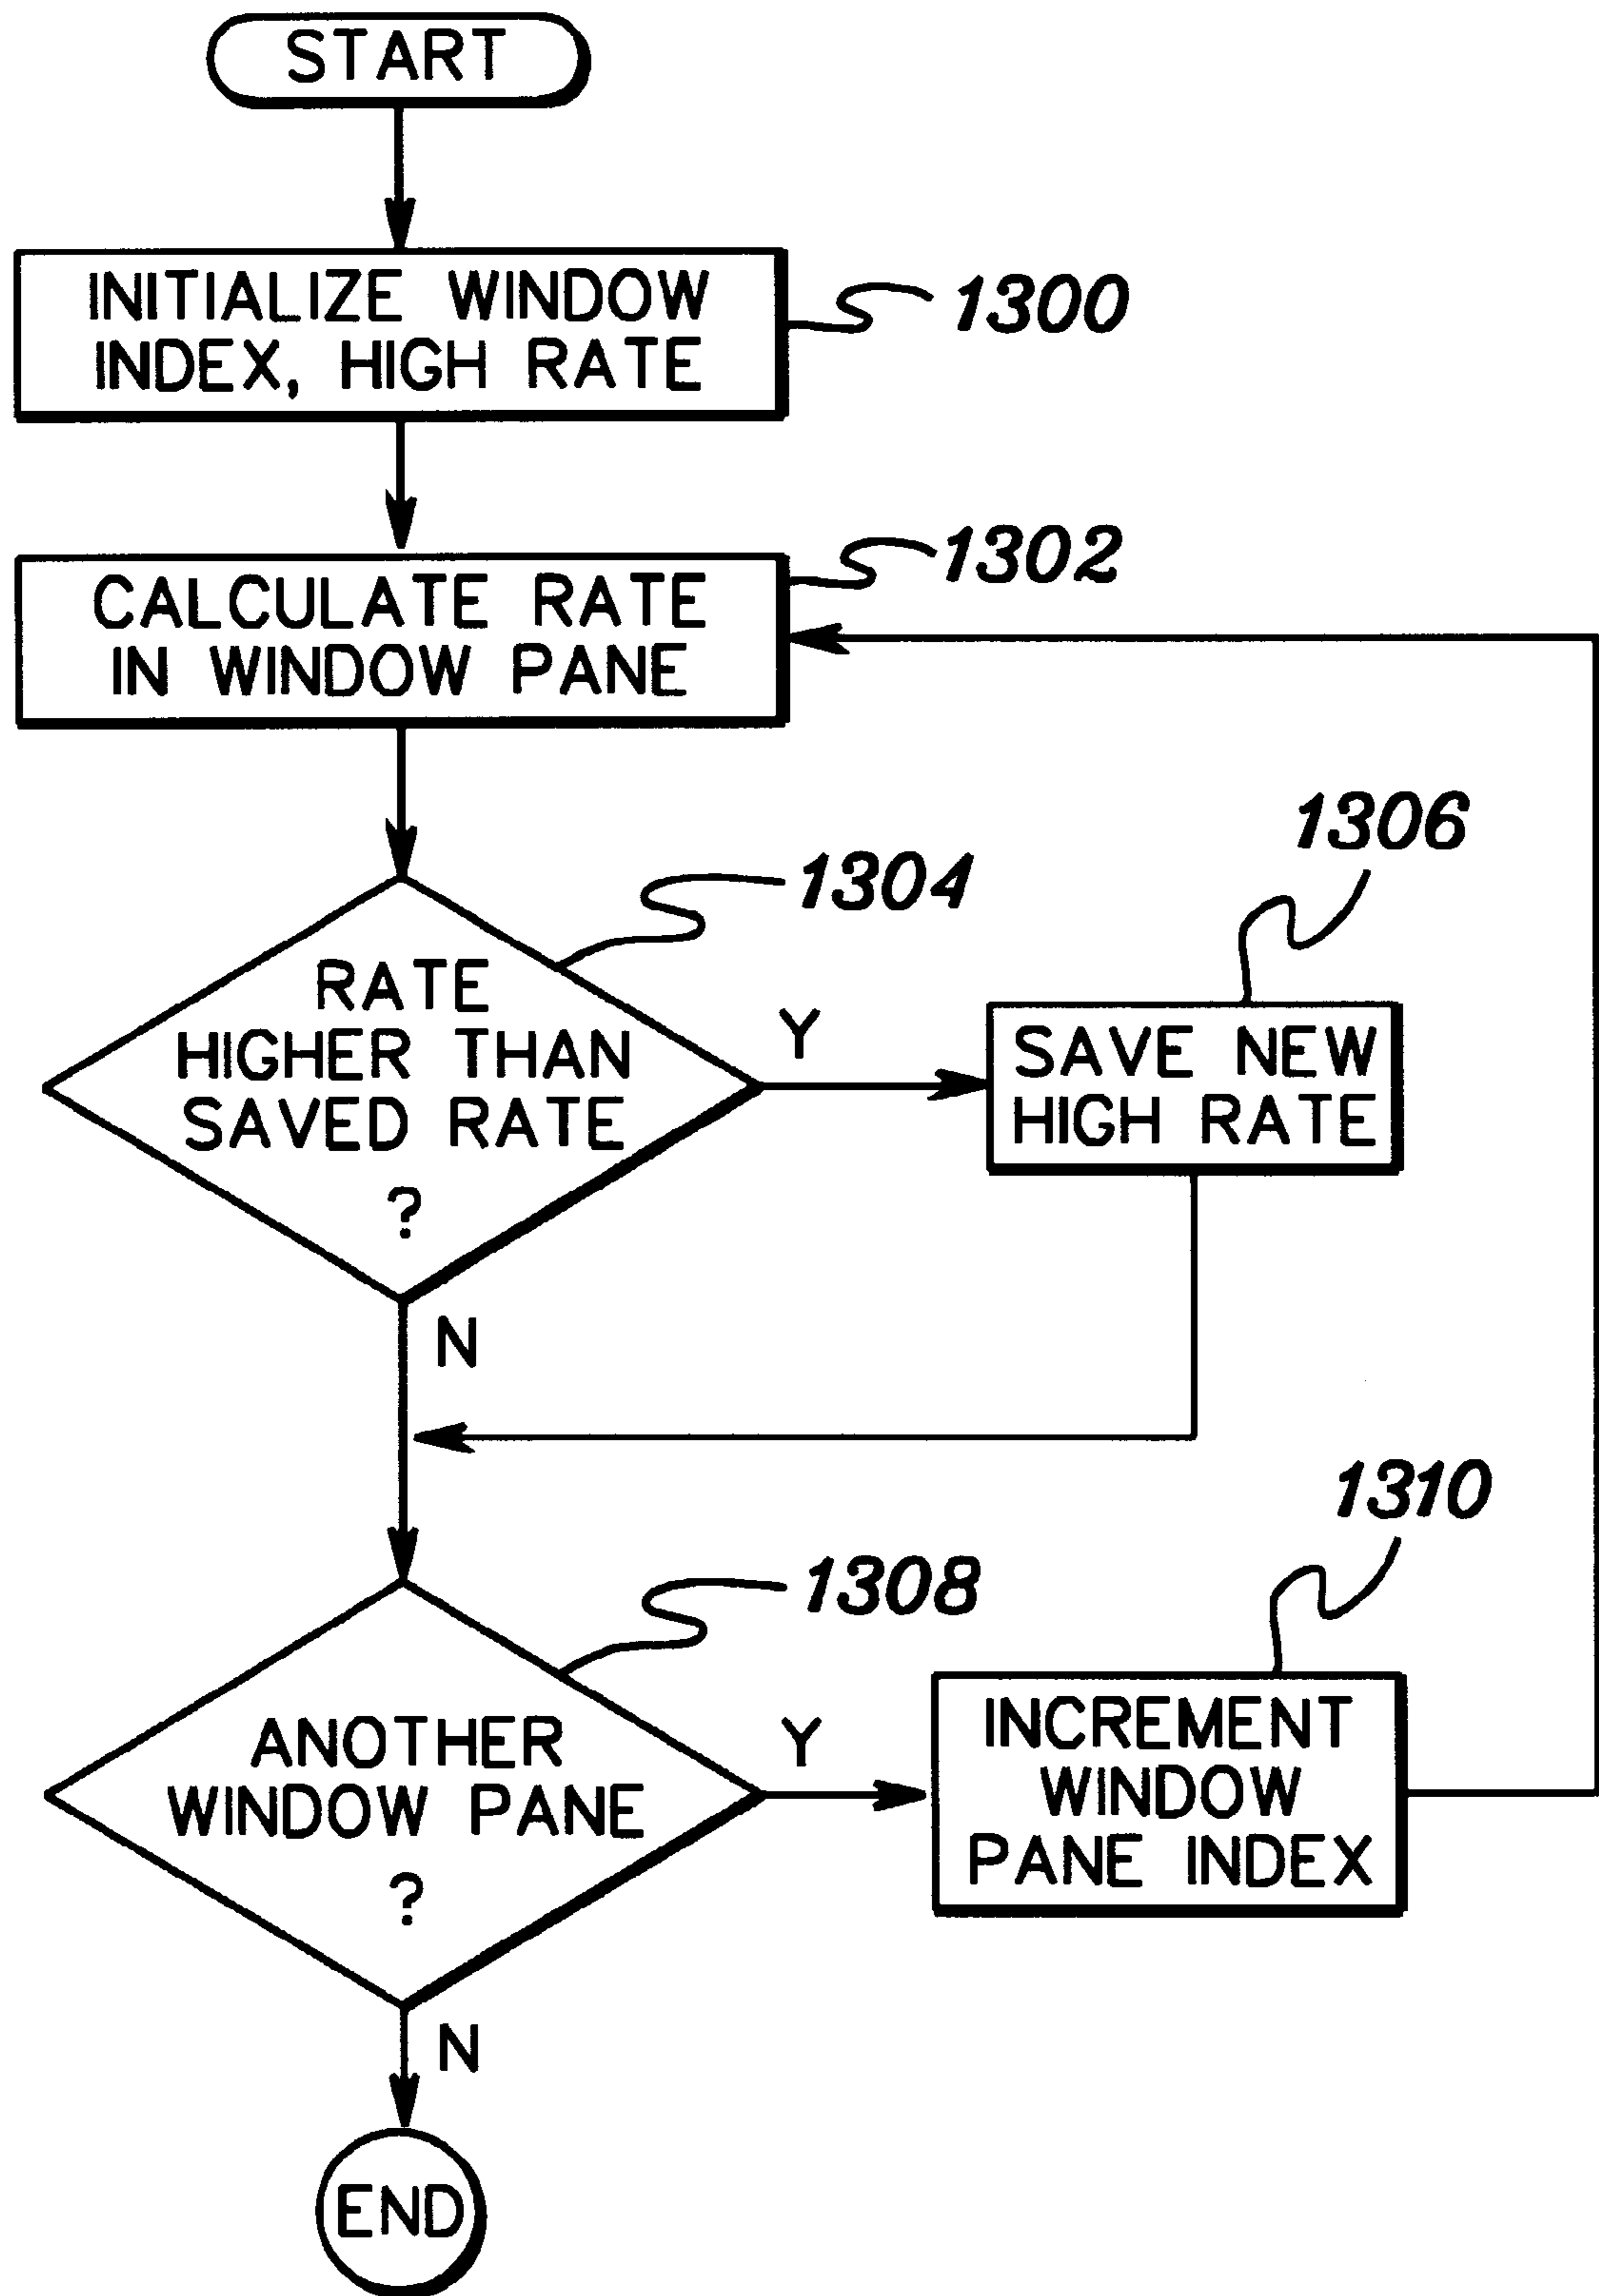 START
INITIALIZE WINDOW
INDEX, HIGH RATE
1300
CALCULATE RATE
IN WINDOW PANE
1302
1304
RATE
HIGHER THAN
SAVED RATE
?
Y
N
1306
SAVE NEW
HIGH RATE
1308
ANOTHER
WINDOW PANE
?
Y
N
1310
INCREMENT
WINDOW
PANE INDEX
END